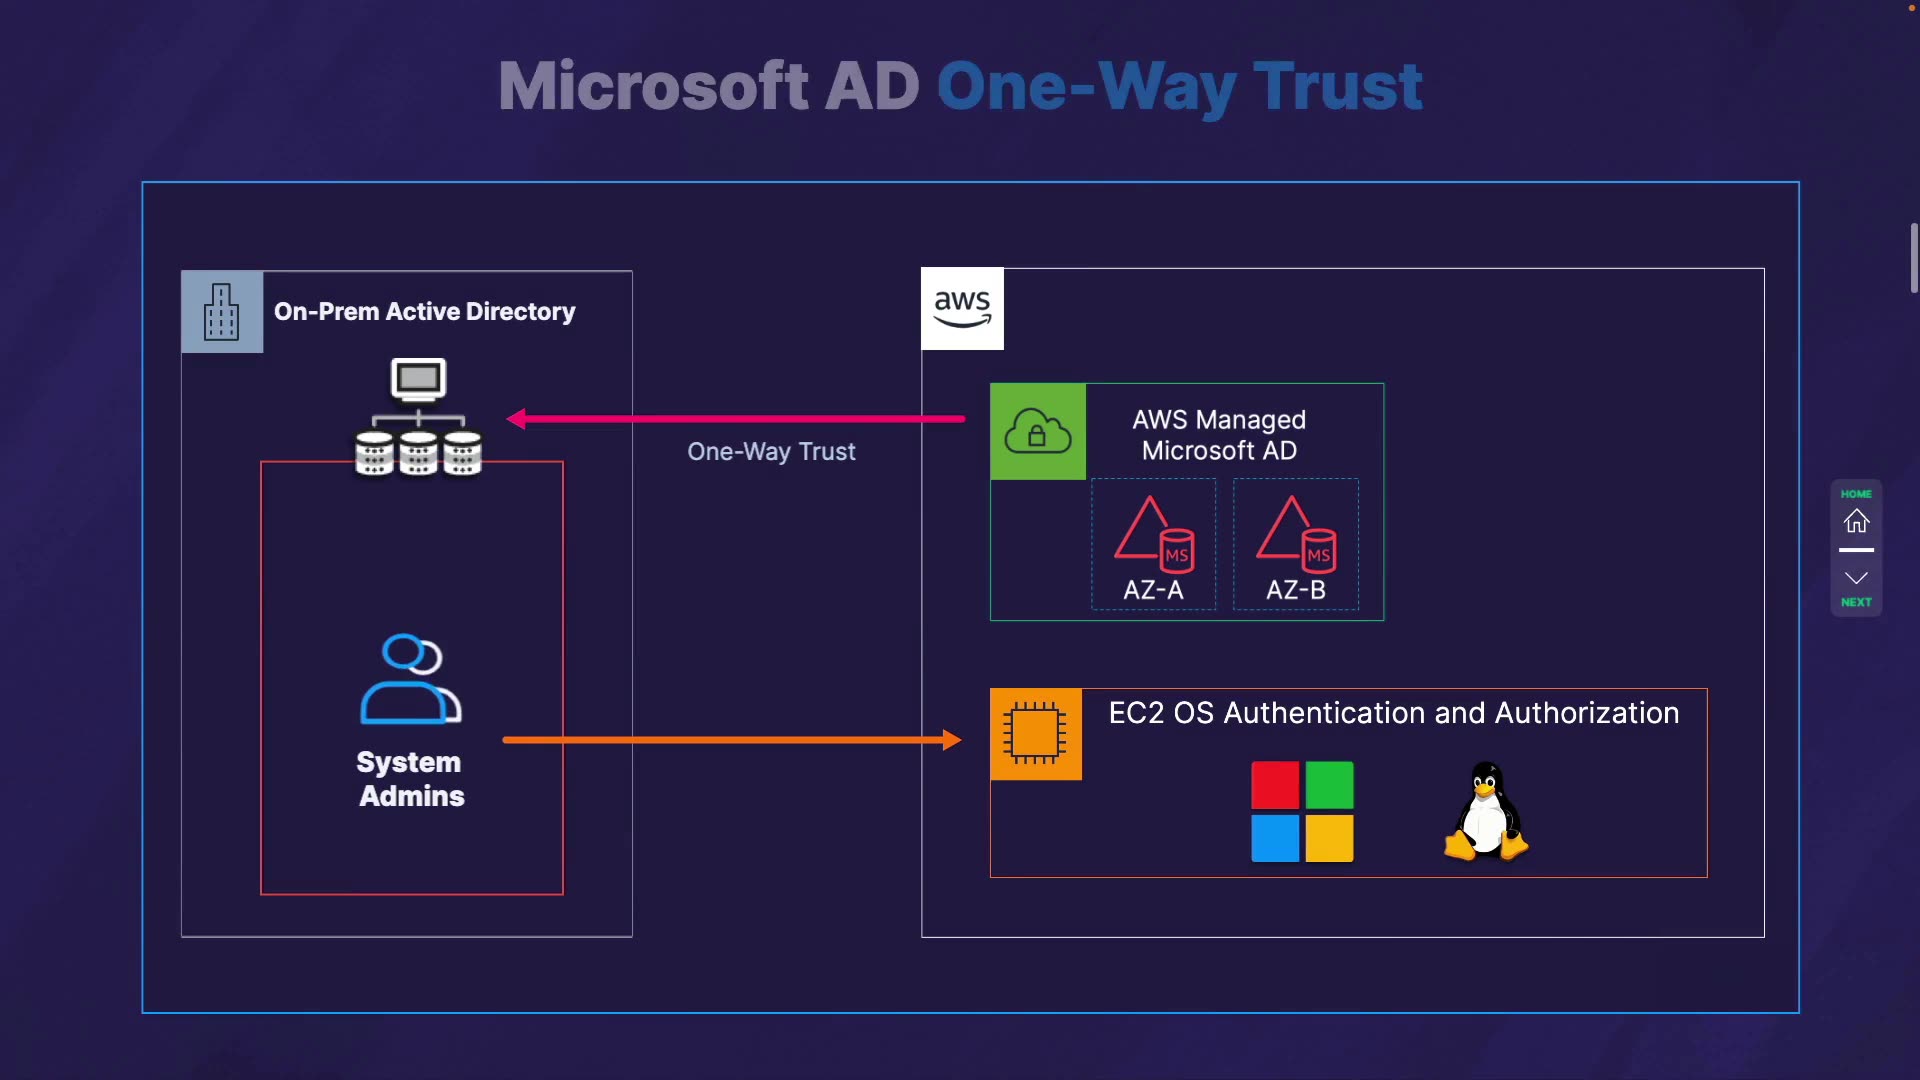 Microsoft AD One-Way Trust
On-Prem Active Directory
aws
One-Way Trust
AWS Managed
Microsoft AD
MS
MS
AZ-A
AZ-B
HOME
NEXT
System
Admins
EC2 OS Authentication and Authorization